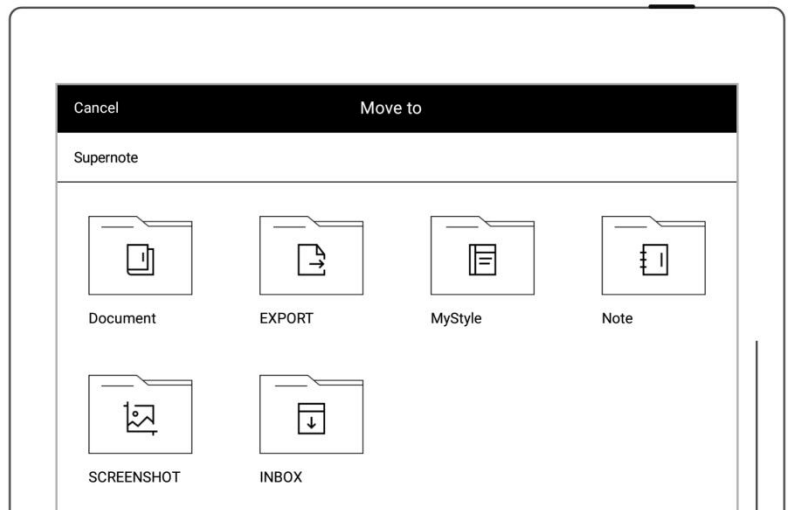 Cancel Move to
Supernote
Document EXPORT MyStyle Note
SCREENSHOT INBOX